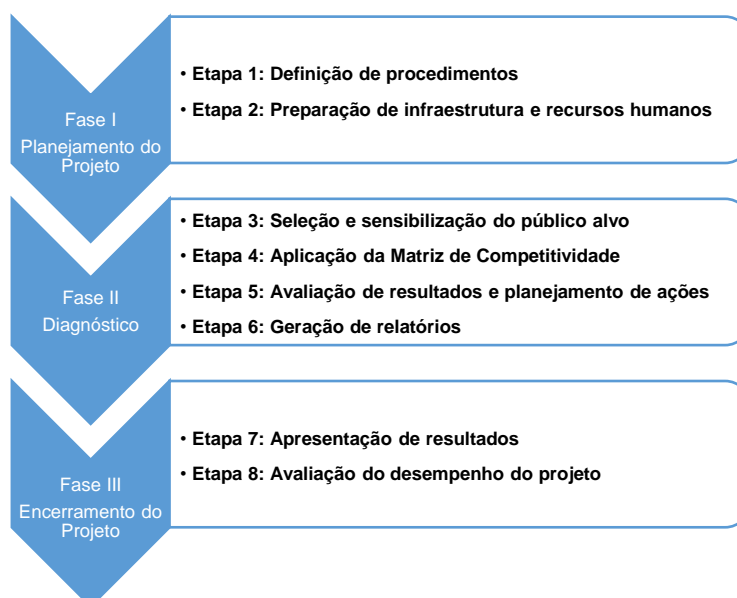 Fase I
Planejamento do
Projeto
• Etapa 1: Definição de procedimentos
• Etapa 2: Preparação de infraestrutura e recursos humanos
Fase II
Diagnóstico
• Etapa 3: Seleção e sensibilização do público alvo
• Etapa 4: Aplicação da Matriz de Competitividade
• Etapa 5: Avaliação de resultados e planejamento de ações
• Etapa 6: Geração de relatórios
Fase III
Encerramento do
Projeto
• Etapa 7: Apresentação de resultados
• Etapa 8: Avaliação do desempenho do projeto